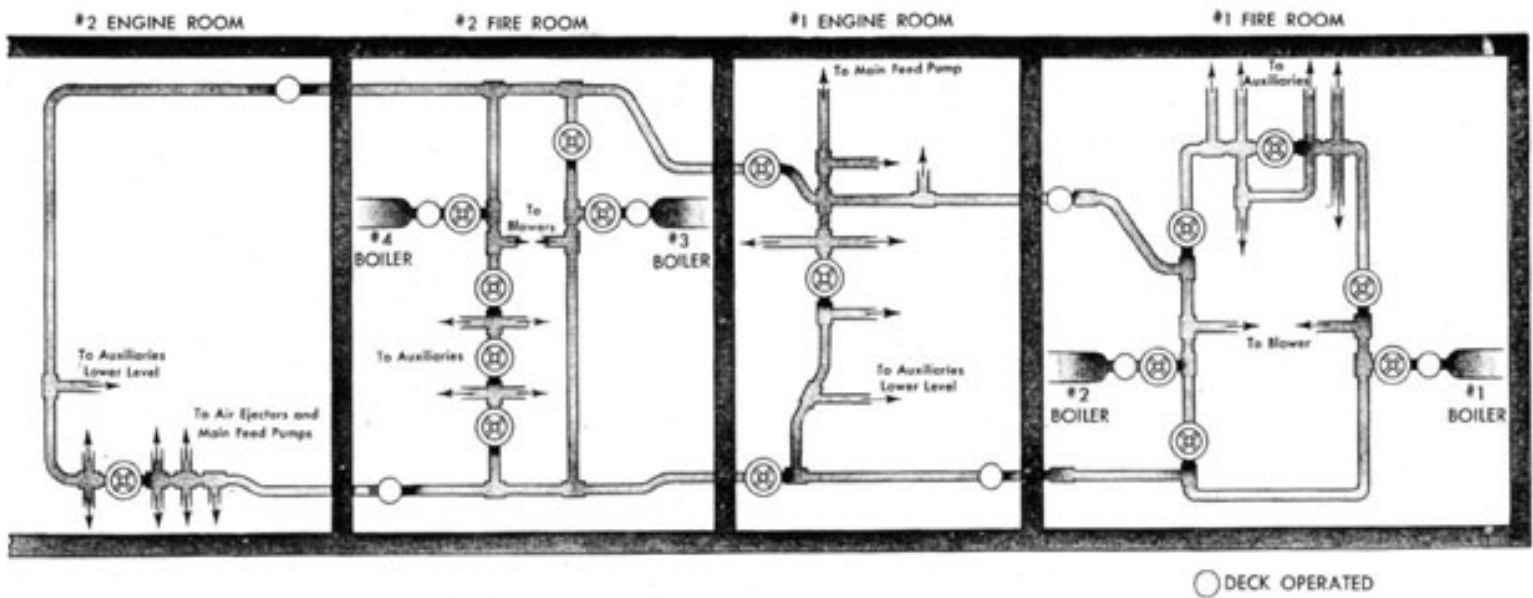 #2 ENGINE ROOM
#2 FIRE ROOM
#1 ENGINE ROOM
#1 FIRE ROOM
To Auxiliaries
Lower Level
To Air Ejectors and
Main Feed Pumps
#4
BOILER
To
Blowers
#3
BOILER
To Auxiliaries
To Main Feed Pump
To Auxiliaries
Lower Level
To
Auxiliaries
To Blower
#2
BOILER
#1
BOILER
DECK OPERATED